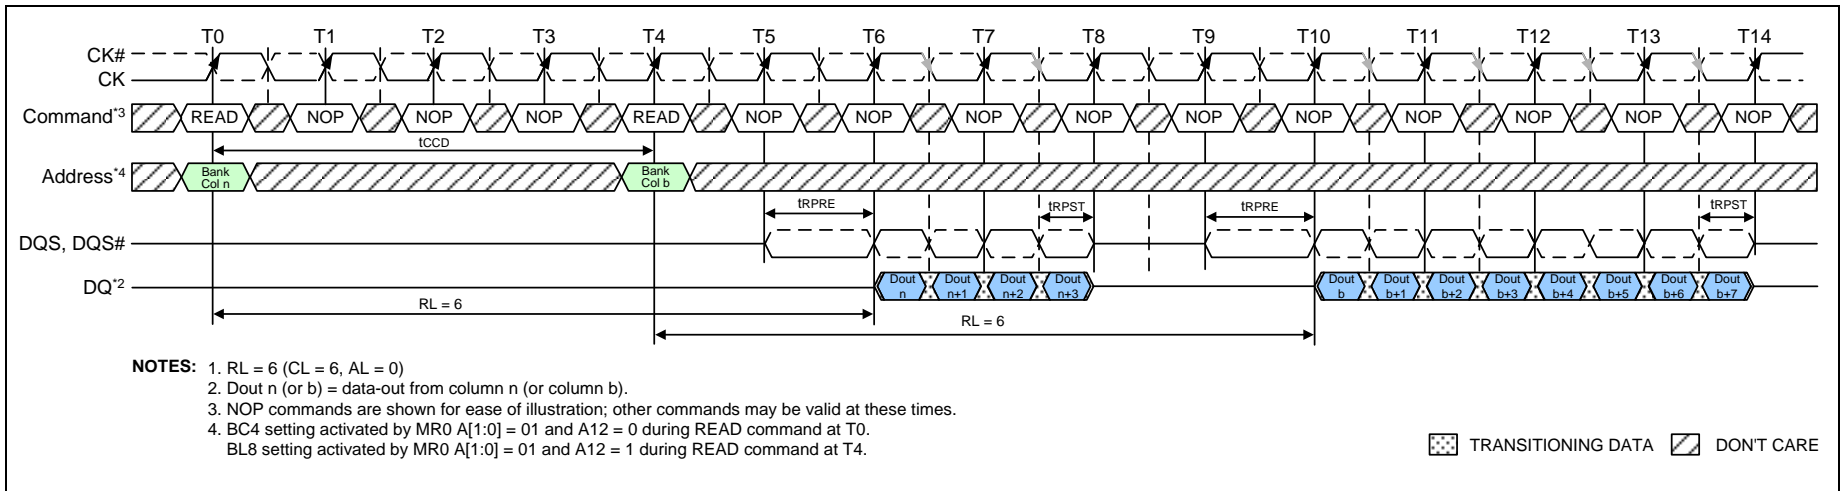 T0 T1 T2 T3 T4 T5 T6 T7 T8 T9 T10 T11 T12 T13 T14
CK#
CK
Command*3 READ NOP NOP NOP READ NOP NOP NOP NOP NOP NOP NOP NOP NOP NOP
tCCD
Address*4 Bank Col n Bank Col b
tRPRE tRPST tRPRE tRPST
DQS, DQS#
DQ*2 Dout n Dout n+1 Dout n+2 Dout n+3 Dout b Dout b+1 Dout b+2 Dout b+3 Dout b+4 Dout b+5 Dout b+6 Dout b+7
RL = 6
RL = 6
NOTES: 1. RL = 6 (CL = 6, AL = 0)
2. Dout n (or b) = data-out from column n (or column b).
3. NOP commands are shown for ease of illustration; other commands may be valid at these times.
4. BC4 setting activated by MR0 A[1:0] = 01 and A12 = 0 during READ command at T0.
BL8 setting activated by MR0 A[1:0] = 01 and A12 = 1 during READ command at T4.
TRANSITIONING DATA DON'T CARE